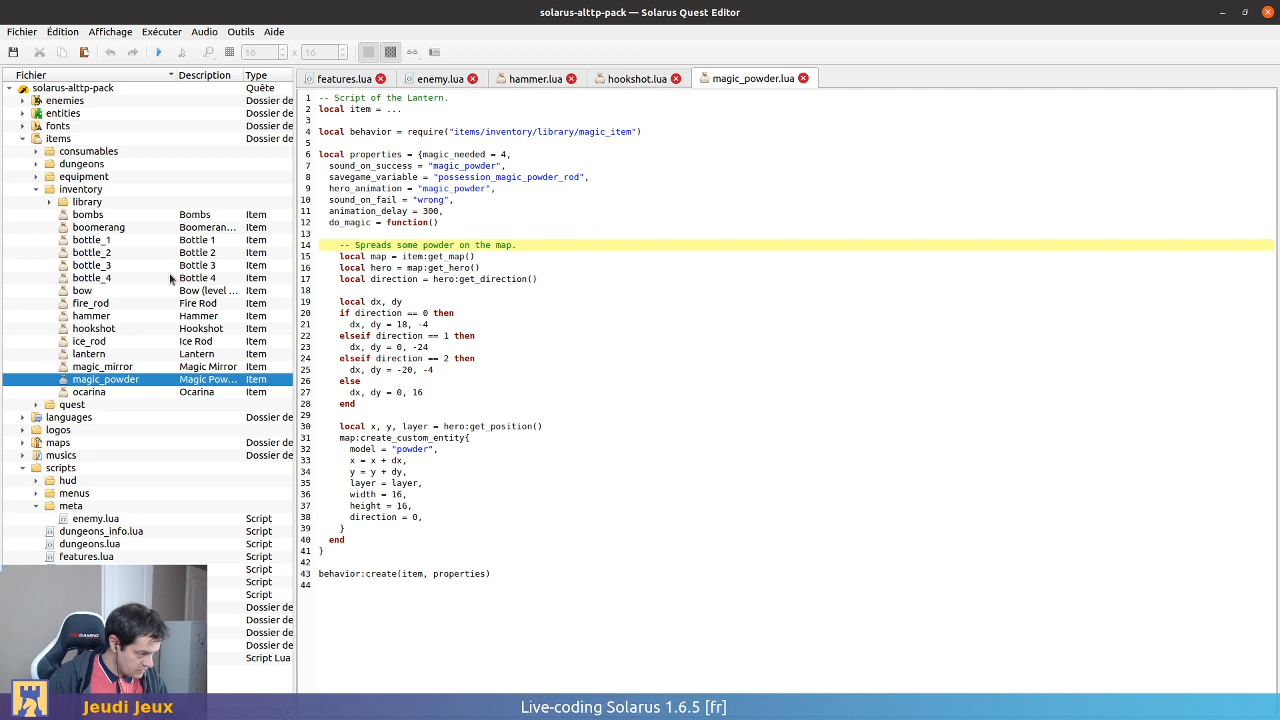 solarus-alttp-pack — Solarus Quest Editor
Fichier Édition Affichage Exécuter Audio Outils Aide
16 x 16
Fichier Description Type
solarus-alttp-pack Quête
enemies Dossier de
entities Dossier de
fonts Dossier de
items Dossier de
consumables
dungeons
equipment
inventory
library
bombs Bombs Item
boomerang Boomeran... Item
bottle_1 Bottle 1 Item
bottle_2 Bottle 2 Item
bottle_3 Bottle 3 Item
bottle_4 Bottle 4 Item
bow Bow (level ... Item
fire_rod Fire Rod Item
hammer Hammer Item
hookshot Hookshot Item
ice_rod Ice Rod Item
lantern Lantern Item
magic_mirror Magic Mirror Item
magic_powder Magic Pow... Item
ocarina Ocarina Item
quest
languages Dossier de
logos Dossier de
maps Dossier de
musics Dossier de
scripts Dossier de
hud
menus
meta
enemy.lua Script
dungeons_info.lua Script
dungeons.lua Script
features.lua Script
Script
Script
Script
Dossier de
Dossier de
Dossier de
Dossier de
Script Lua
features.lua enemy.lua hammer.lua hookshot.lua magic_powder.lua
1 -- Script of the Lantern.
2 local item = ...
3
4 local behavior = require("items/inventory/library/magic_item")
5
6 local properties = {magic_needed = 4,
7 sound_on_success = "magic_powder",
8 savegame_variable = "possession_magic_powder_rod",
9 hero_animation = "magic_powder",
10 sound_on_fail = "wrong",
11 animation_delay = 300,
12 do_magic = function()
13
14 -- Spreads some powder on the map.
15 local map = item:get_map()
16 local hero = map:get_hero()
17 local direction = hero:get_direction()
18
19 local dx, dy
20 if direction == 0 then
21 dx, dy = 18, -4
22 elseif direction == 1 then
23 dx, dy = 0, -24
24 elseif direction == 2 then
25 dx, dy = -20, -4
26 else
27 dx, dy = 0, 16
28 end
29
30 local x, y, layer = hero:get_position()
31 map:create_custom_entity{
32 model = "powder",
33 x = x + dx,
34 y = y + dy,
35 layer = layer,
36 width = 16,
37 height = 16,
38 direction = 0,
39 }
40 end
41 }
42
43 behavior:create(item, properties)
44
Jeudi Jeux
Live-coding Solarus 1.6.5 [fr]